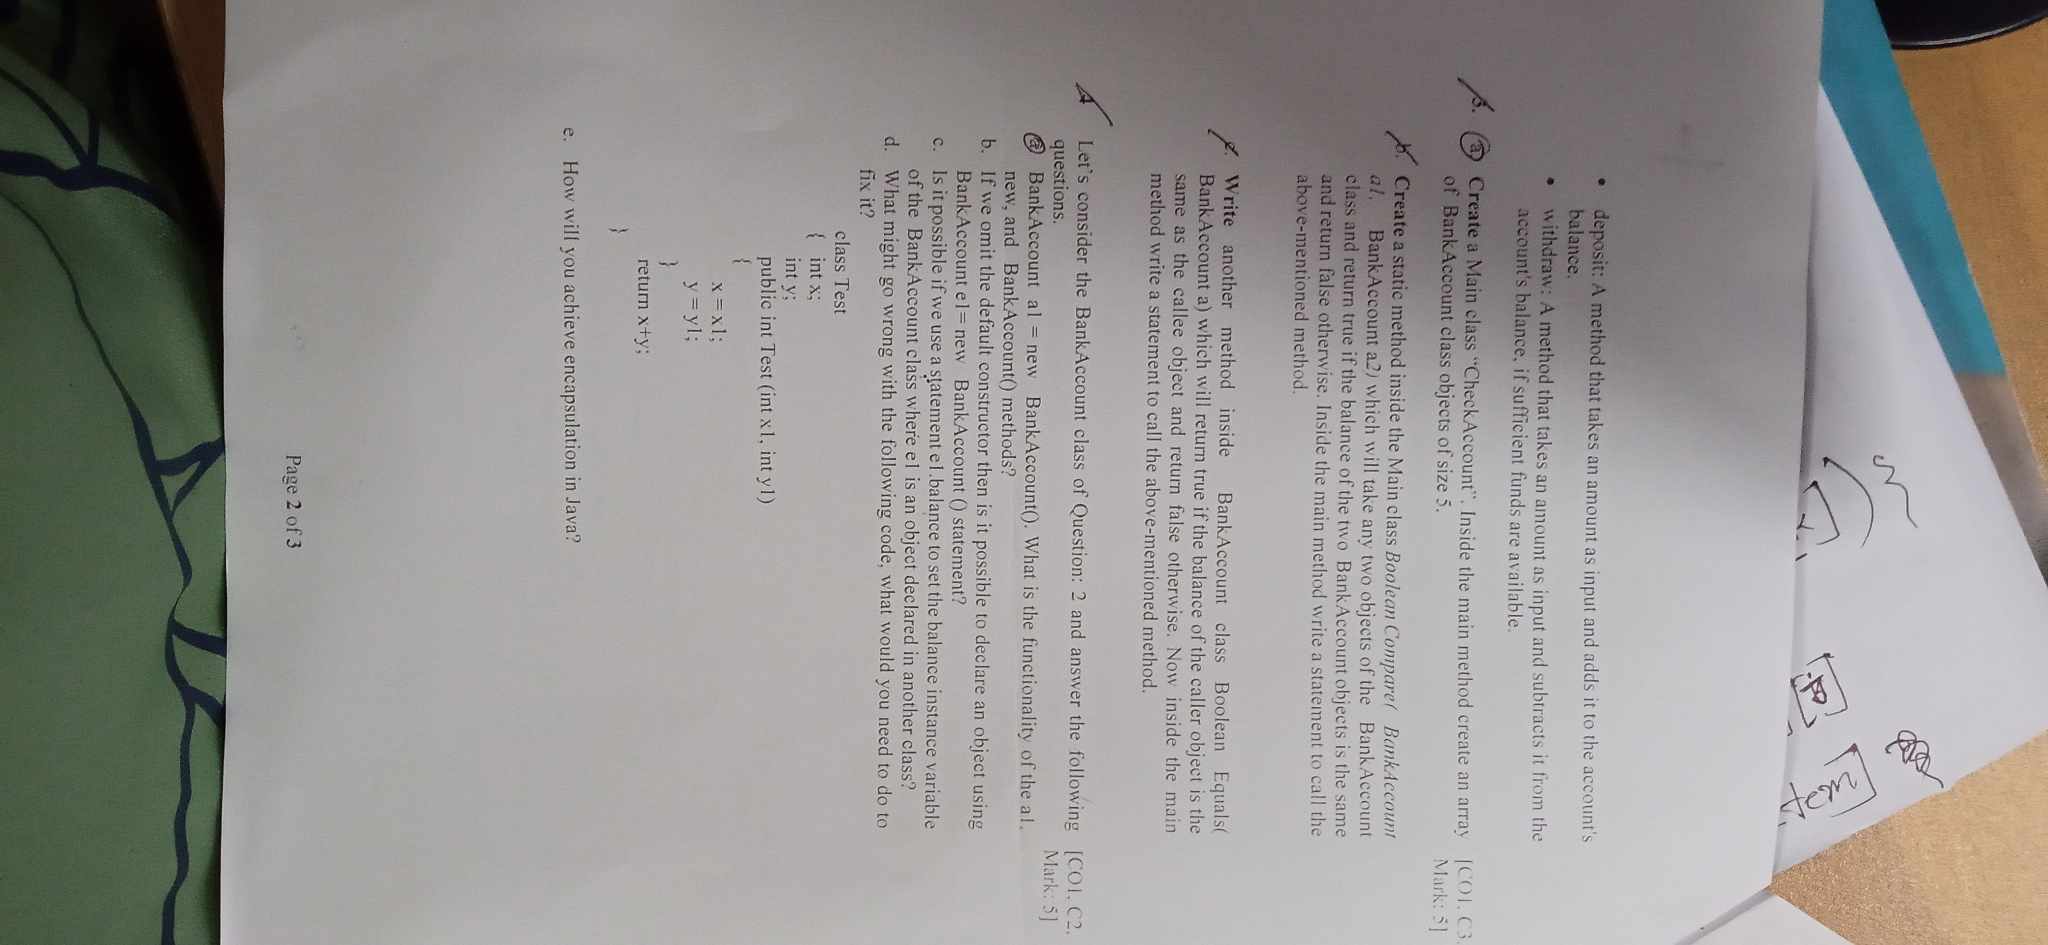 • deposit: A method that takes an amount as input and adds it to the account's
balance.
• withdraw: A method that takes an amount as input and subtracts it from the
account's balance, if sufficient funds are available.
3. a Create a Main class "CheckAccount". Inside the main method create an array [CO1, C3,
of BankAccount class objects of size 5. Mark: 5]
b. Create a static method inside the Main class Boolean Compare( BankAccount
a1, BankAccount a2) which will take any two objects of the BankAccount
class and return true if the balance of the two BankAccount objects is the same
and return false otherwise. Inside the main method write a statement to call the
above-mentioned method.
c. Write another method inside BankAccount class Boolean Equals(
BankAccount a) which will return true if the balance of the caller object is the
same as the callee object and return false otherwise. Now inside the main
method write a statement to call the above-mentioned method.
4 Let's consider the BankAccount class of Question: 2 and answer the following [CO1, C2,
questions. Mark: 5]
a BankAccount a1 = new BankAccount(). What is the functionality of the a1,
new, and BankAccount() methods?
b. If we omit the default constructor then is it possible to declare an object using
BankAccount e1= new BankAccount () statement?
c. Is it possible if we use a statement e1.balance to set the balance instance variable
of the BankAccount class where e1 is an object declared in another class?
d. What might go wrong with the following code, what would you need to do to
fix it?
class Test
{ int x;
int y;
public int Test (int x1, int y1)
{
x = x1;
y = y1;
}
return x+y;
}
e. How will you achieve encapsulation in Java?
Page 2 of 3